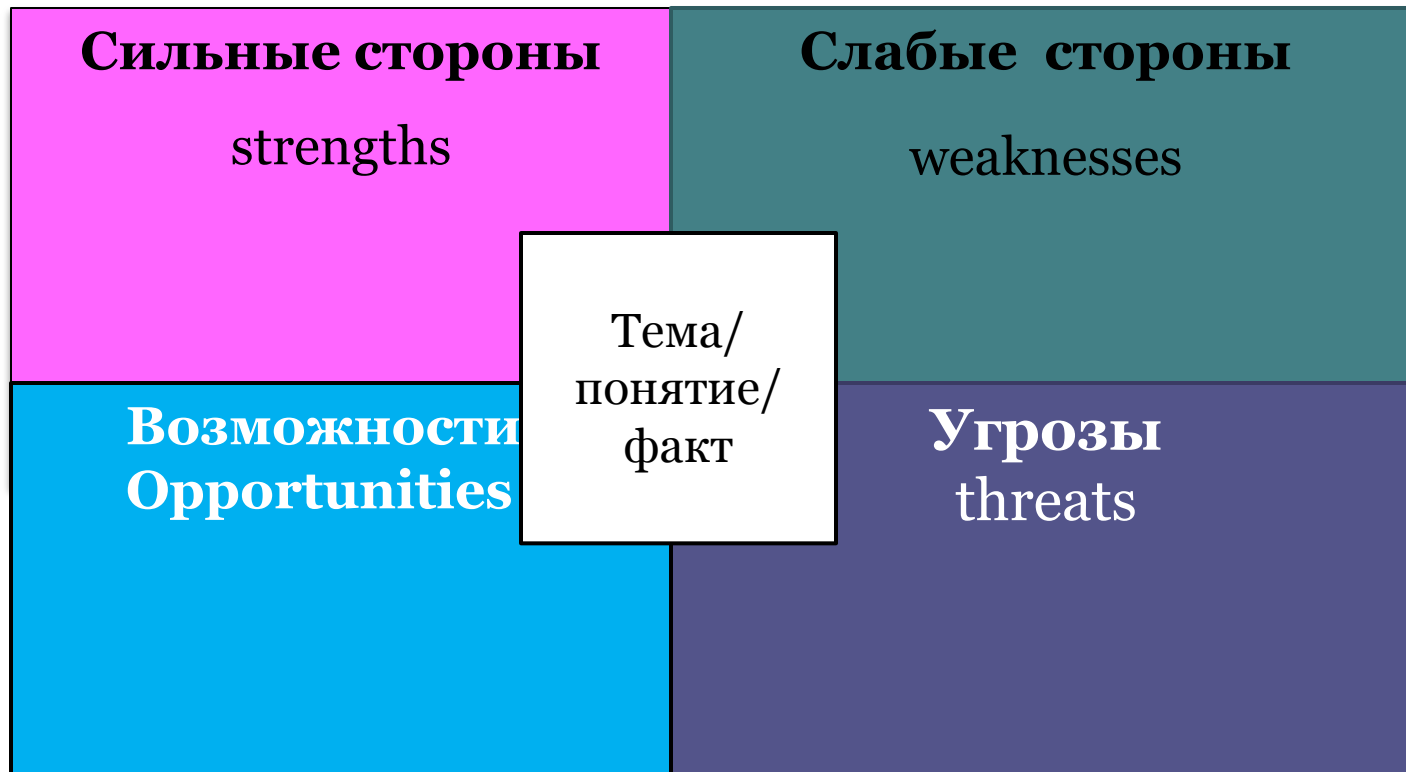 Сильные стороны
strengths
Слабые стороны
weaknesses
Тема/
понятие/
факт
Возможности
Opportunities
Угрозы
threats